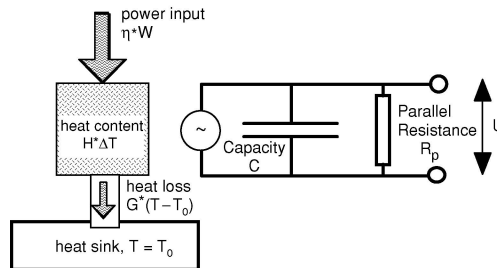 power input
η*W
heat content
H*ΔT
heat loss
G*(T−T₀)
heat sink, T = T₀
~
Capacity
C
Parallel
Resistance
Rₚ
U